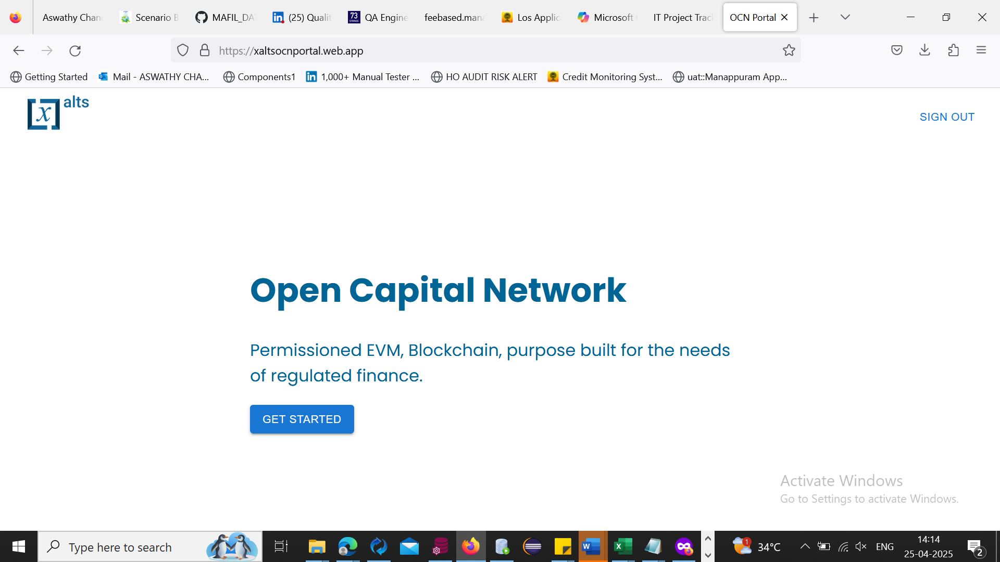 Aswathy Chan
Scenario B
MAFIL_DA
(25) Qualit
73
STRINGS
QA Engine
feebased.mana
Los Applic
Microsoft
IT Project Trac
OCN Portal
https://xaltsocnportal.web.app
Getting Started
Mail - ASWATHY CHA...
Components1
1,000+ Manual Tester ...
HO AUDIT RISK ALERT
Credit Monitoring Syst...
uat::Manappuram App...
x alts
SIGN OUT
Open Capital Network
Permissioned EVM, Blockchain, purpose built for the needs
of regulated finance.
GET STARTED
Activate Windows
Go to Settings to activate Windows.
Type here to search
1
34°C
ENG
14:14
25-04-2025
2